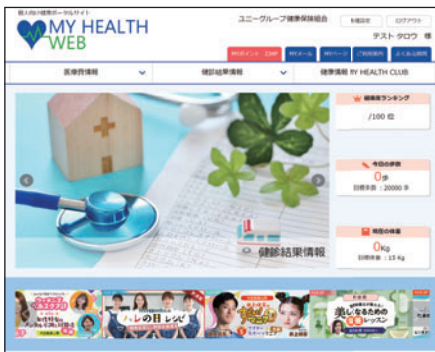 個人向け健康ポータルサイト
MY HEALTH WEB
ユニーグループ健康保険組合
ログアウト
テスト タロウ 様
MYポイント
MYメール
MYページ
ご利用案内
よくある質問
医療費情報
健診結果情報
健康情報 MY HEALTH CLUB
健康度ランキング
/100 位
今日の歩数
0歩
目標歩数：20000 歩
現在の体重
0Kg
目標体重：15 Kg
健診結果情報
ハレの日レシピ
美しくなるための
レッスン